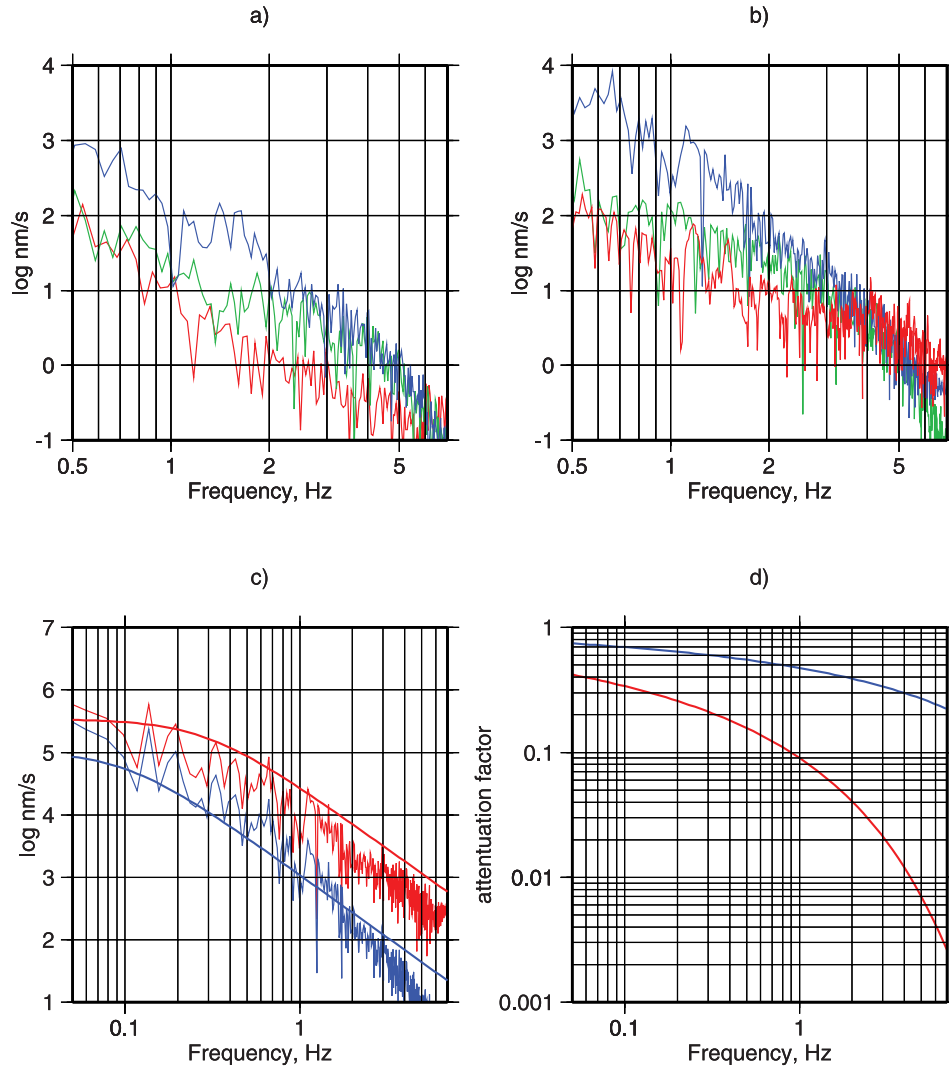 a)
b)
4
3
2
1
0
-1
log nm/s
0.5
1
2
5
Frequency, Hz
4
3
2
1
0
-1
log nm/s
0.5
1
2
5
Frequency, Hz
c)
d)
7
6
5
4
3
2
1
log nm/s
0.1
1
Frequency, Hz
1
0.1
0.01
0.001
attentuation factor
0.1
1
Frequency, Hz